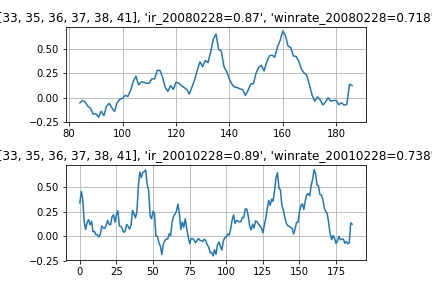 [33, 35, 36, 37, 38, 41], 'ir_20080228=0.87', 'winrate_20080228=0.718'
0.50
0.25
0.00
−0.25
80 100 120 140 160 180
[33, 35, 36, 37, 38, 41], 'ir_20010228=0.89', 'winrate_20010228=0.738'
0.50
0.25
0.00
−0.25
0 25 50 75 100 125 150 175